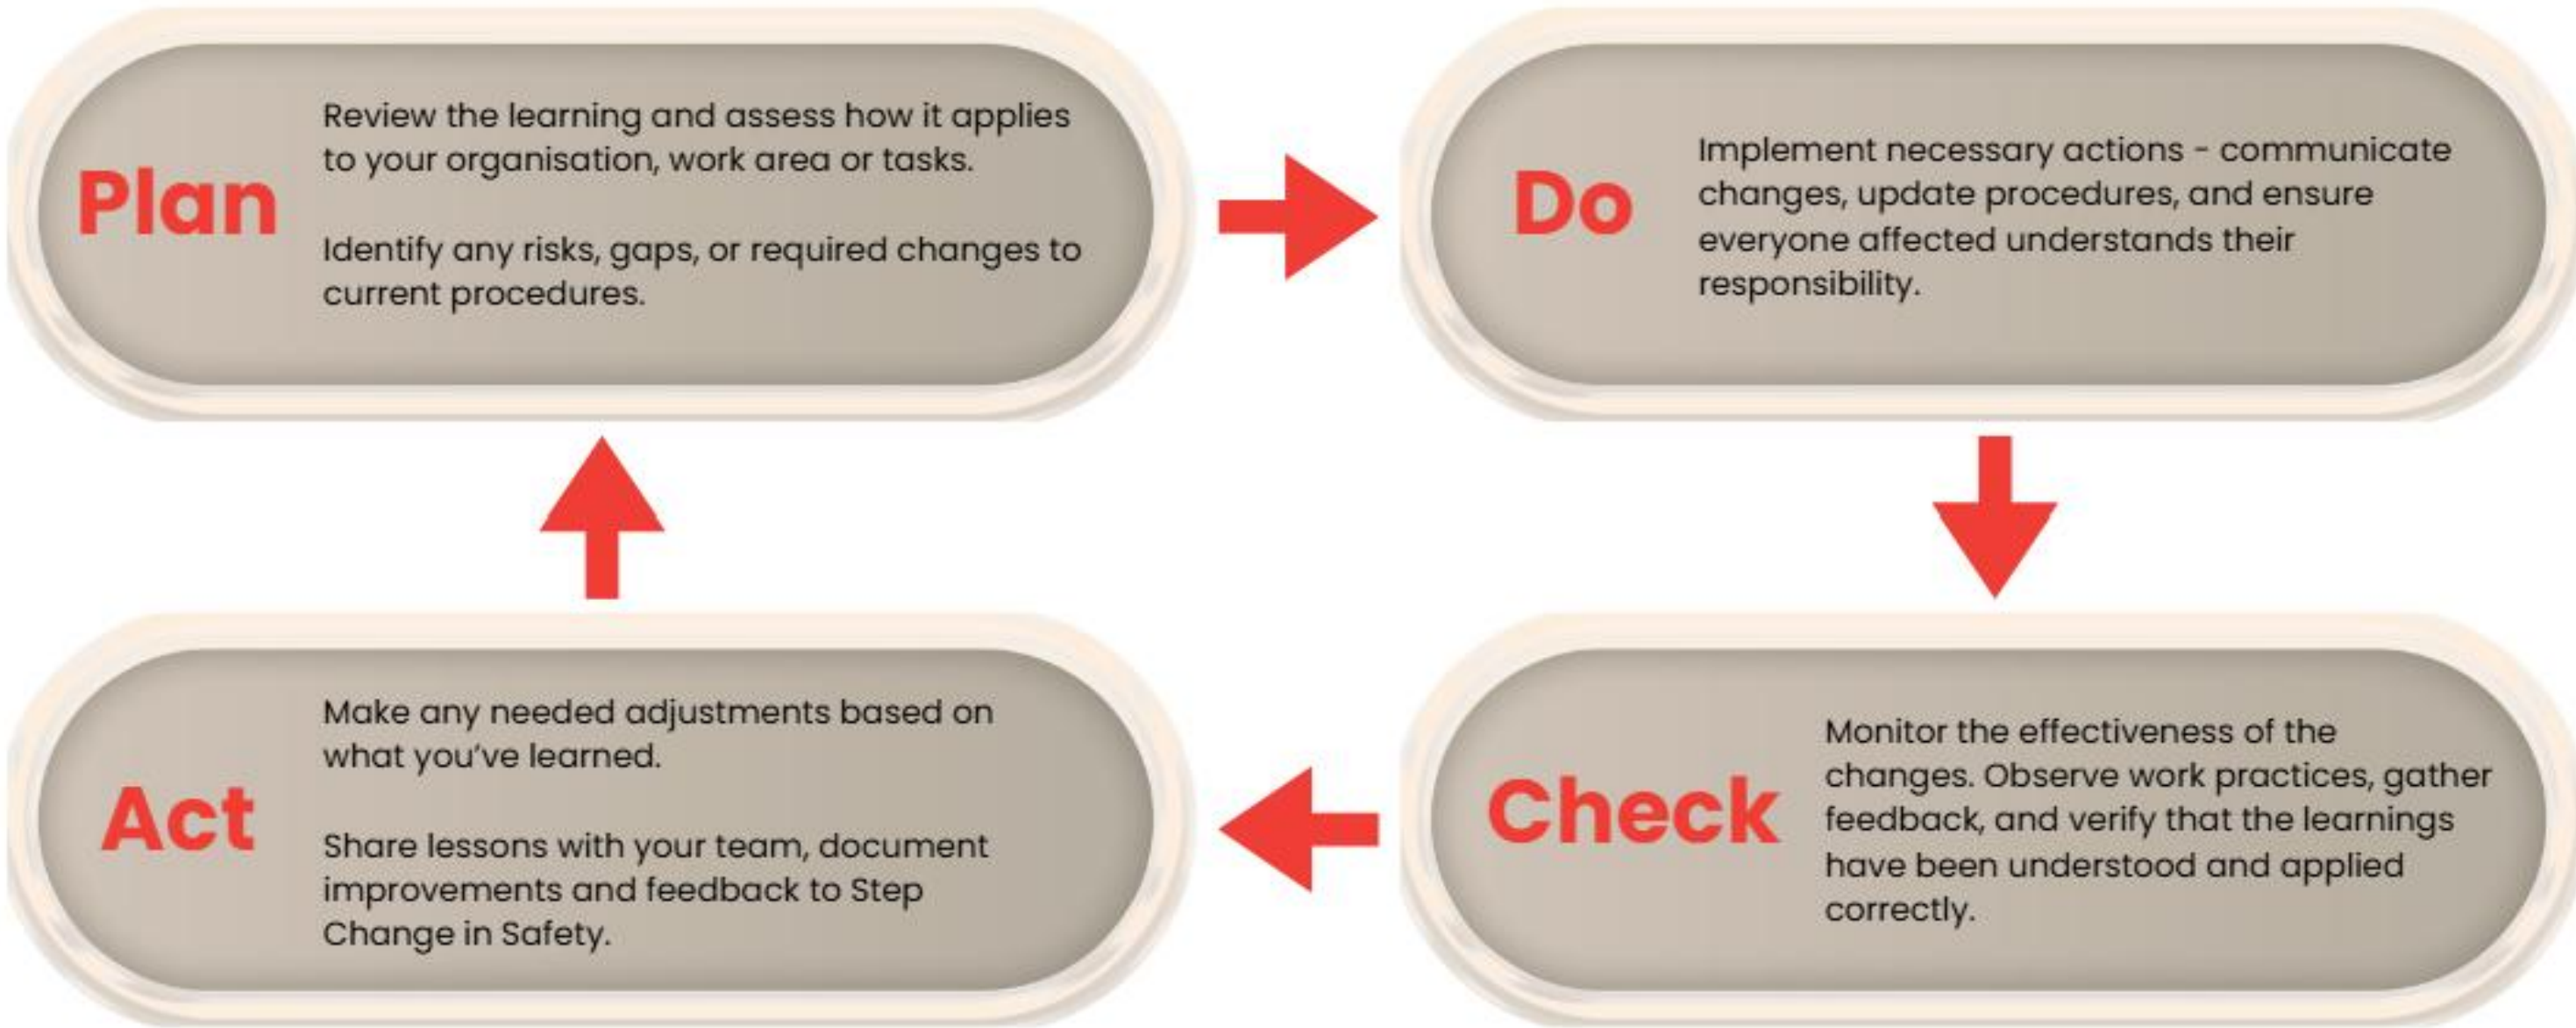 Plan
Review the learning and assess how it applies
to your organisation, work area or tasks.
Identify any risks, gaps, or required changes to
current procedures.
Do
Implement necessary actions - communicate
changes, update procedures, and ensure
everyone affected understands their
responsibility.
Check
Monitor the effectiveness of the
changes. Observe work practices, gather
feedback, and verify that the learnings
have been understood and applied
correctly.
Act
Make any needed adjustments based on
what you've learned.
Share lessons with your team, document
improvements and feedback to Step
Change in Safety.